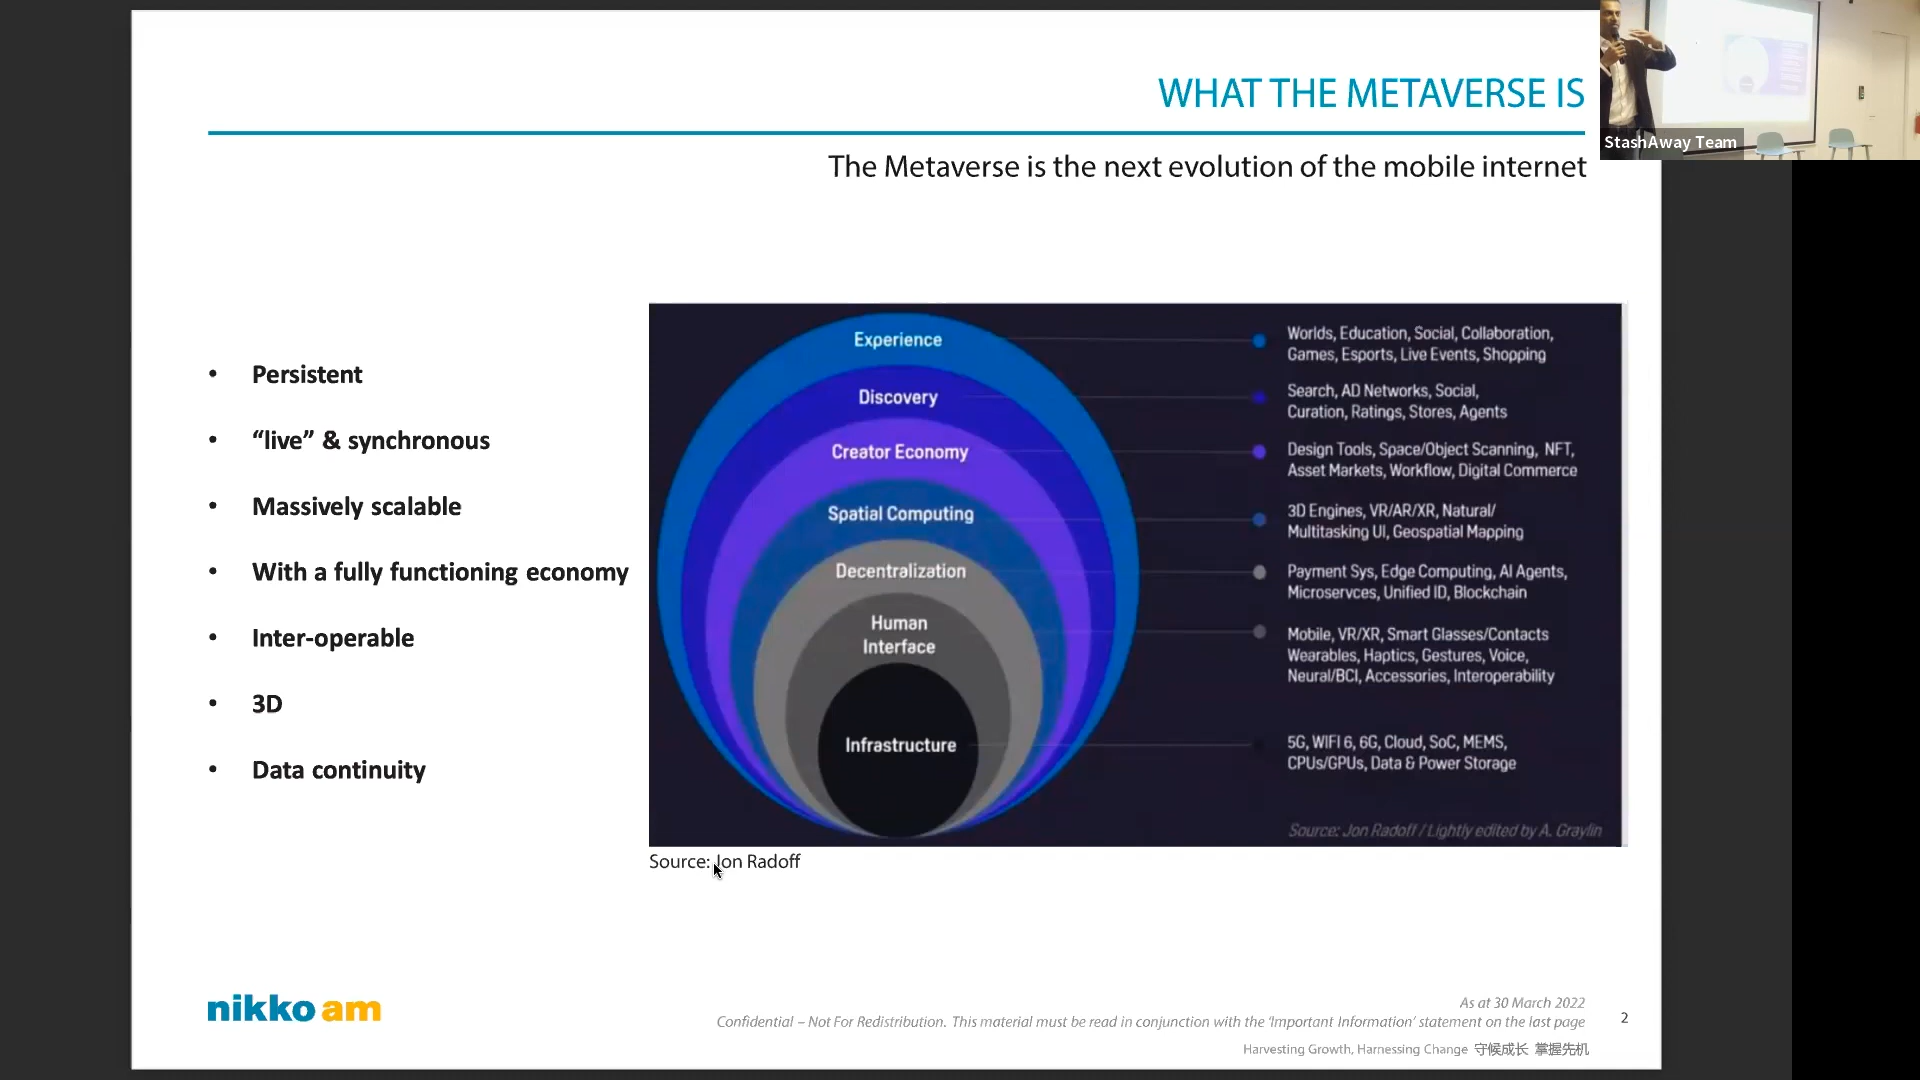 WHAT THE METAVERSE IS
StashAway Team
The Metaverse is the next evolution of the mobile internet
• Persistent
• “live” & synchronous
• Massively scalable
• With a fully functioning economy
• Inter-operable
• 3D
• Data continuity
Experience
Discovery
Creator Economy
Spatial Computing
Decentralization
Human
Interface
Infrastructure
Worlds, Education, Social, Collaboration,
Games, Esports, Live Events, Shopping
Search, AD Networks, Social,
Curation, Ratings, Stores, Agents
Design Tools, Space/Object Scanning, NFT,
Asset Markets, Workflow, Digital Commerce
3D Engines, VR/AR/XR, Natural/
Multitasking UI, Geospatial Mapping
Payment Sys, Edge Computing, AI Agents,
Microservces, Unified ID, Blockchain
Mobile, VR/XR, Smart Glasses/Contacts
Wearables, Haptics, Gestures, Voice,
Neural/BCI, Accessories, Interoperability
5G, WIFI 6, 6G, Cloud, SoC, MEMS,
CPUs/GPUs, Data & Power Storage
Source: Jon Radoff / Lightly edited by A. Graylin
Source: Jon Radoff
nikko am
As at 30 March 2022
Confidential – Not For Redistribution. This material must be read in conjunction with the ‘Important Information’ statement on the last page
2
Harvesting Growth, Harnessing Change 守候成长 掌握先机